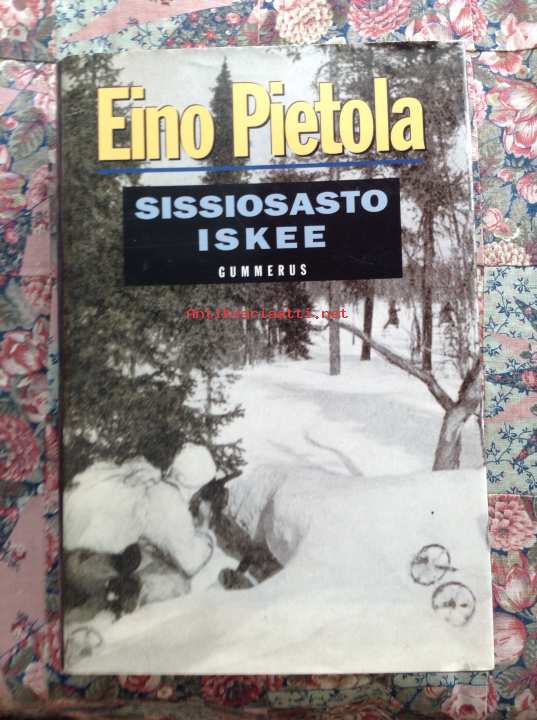 Eino Pietola
SISSIOSASTO
ISKEE
GUMMERUS
Antikvariaatti.net